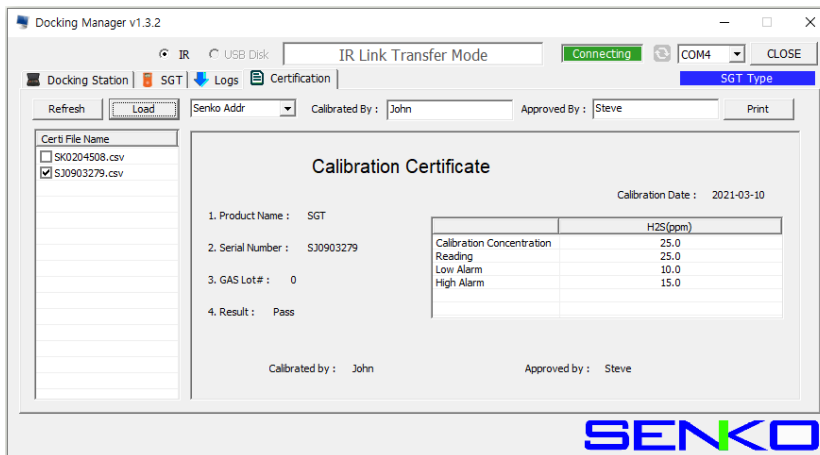 Docking Manager v1.3.2
IR USB Disk IR Link Transfer Mode Connecting COM4 CLOSE
Docking Station SGT Logs Certification SGT Type
Refresh Load Senko Addr Calibrated By : John Approved By : Steve Print
Certi File Name
SK0204508.csv
SJ0903279.csv
Calibration Certificate
Calibration Date : 2021-03-10
1. Product Name : SGT
2. Serial Number : SJ0903279
3. GAS Lot# : 0
4. Result : Pass
H2S(ppm)
Calibration Concentration 25.0
Reading 25.0
Low Alarm 10.0
High Alarm 15.0
Calibrated by : John Approved by : Steve
SENKO